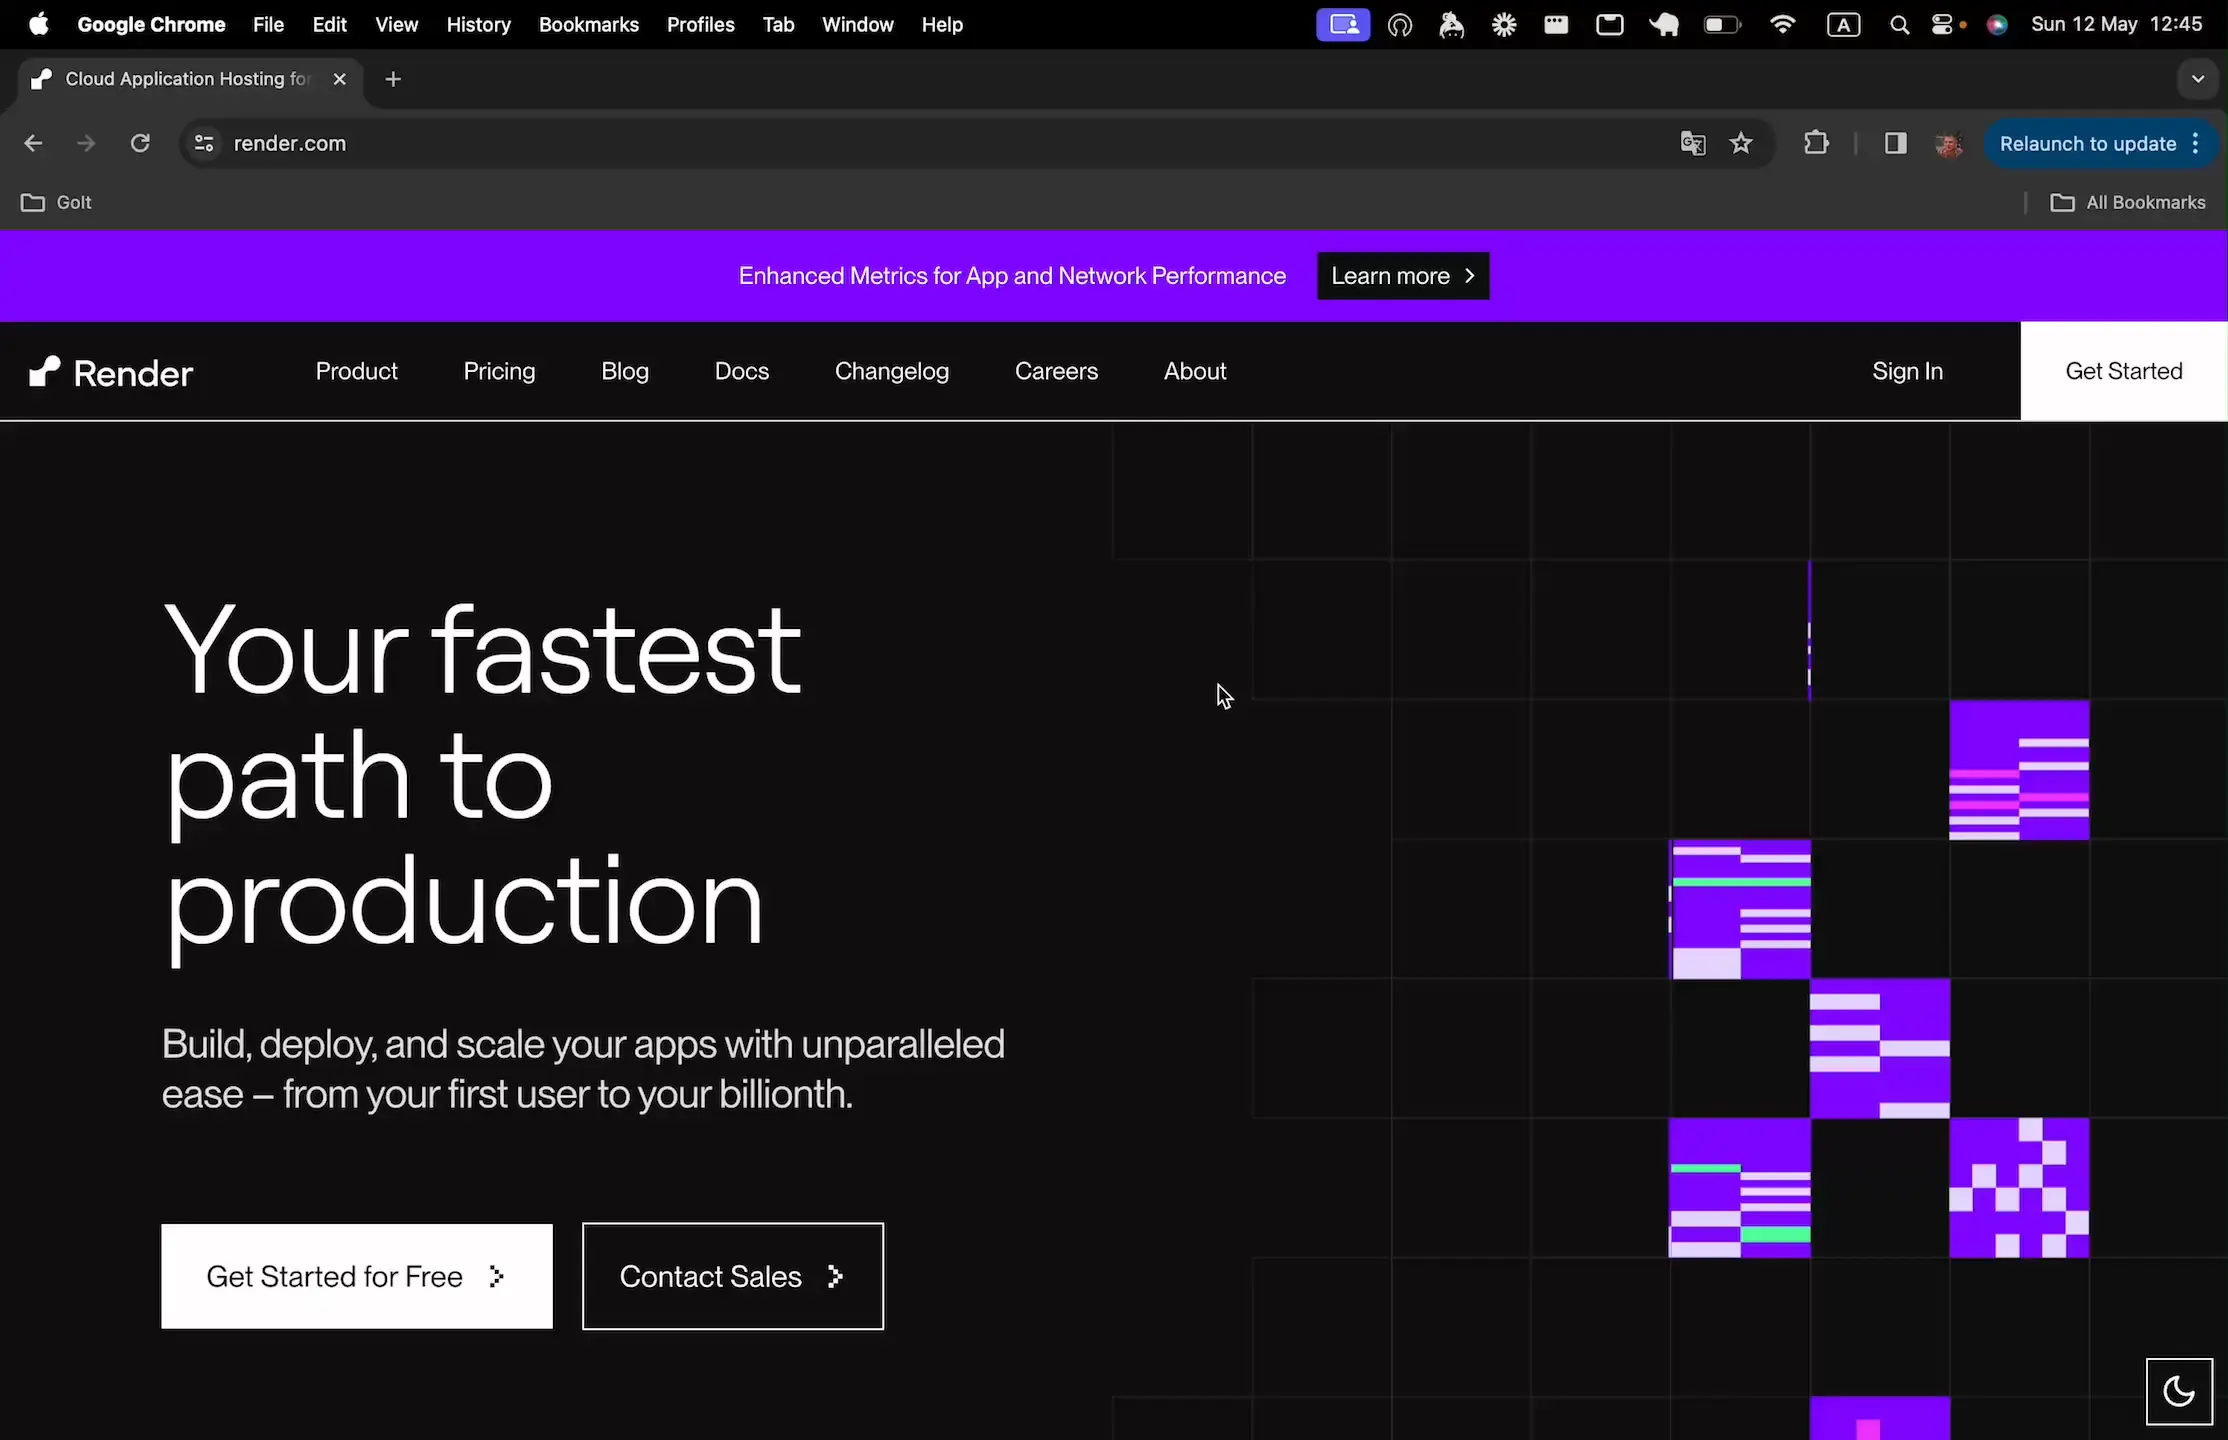 Google Chrome File Edit View History Bookmarks Profiles Tab Window Help A Sun 12 May 12:45
Cloud Application Hosting for
render.com Relaunch to update
Golt All Bookmarks
Enhanced Metrics for App and Network Performance Learn more
Render Product Pricing Blog Docs Changelog Careers About Sign In Get Started
Your fastest
path to
production
Build, deploy, and scale your apps with unparalleled
ease – from your first user to your billionth.
Get Started for Free Contact Sales